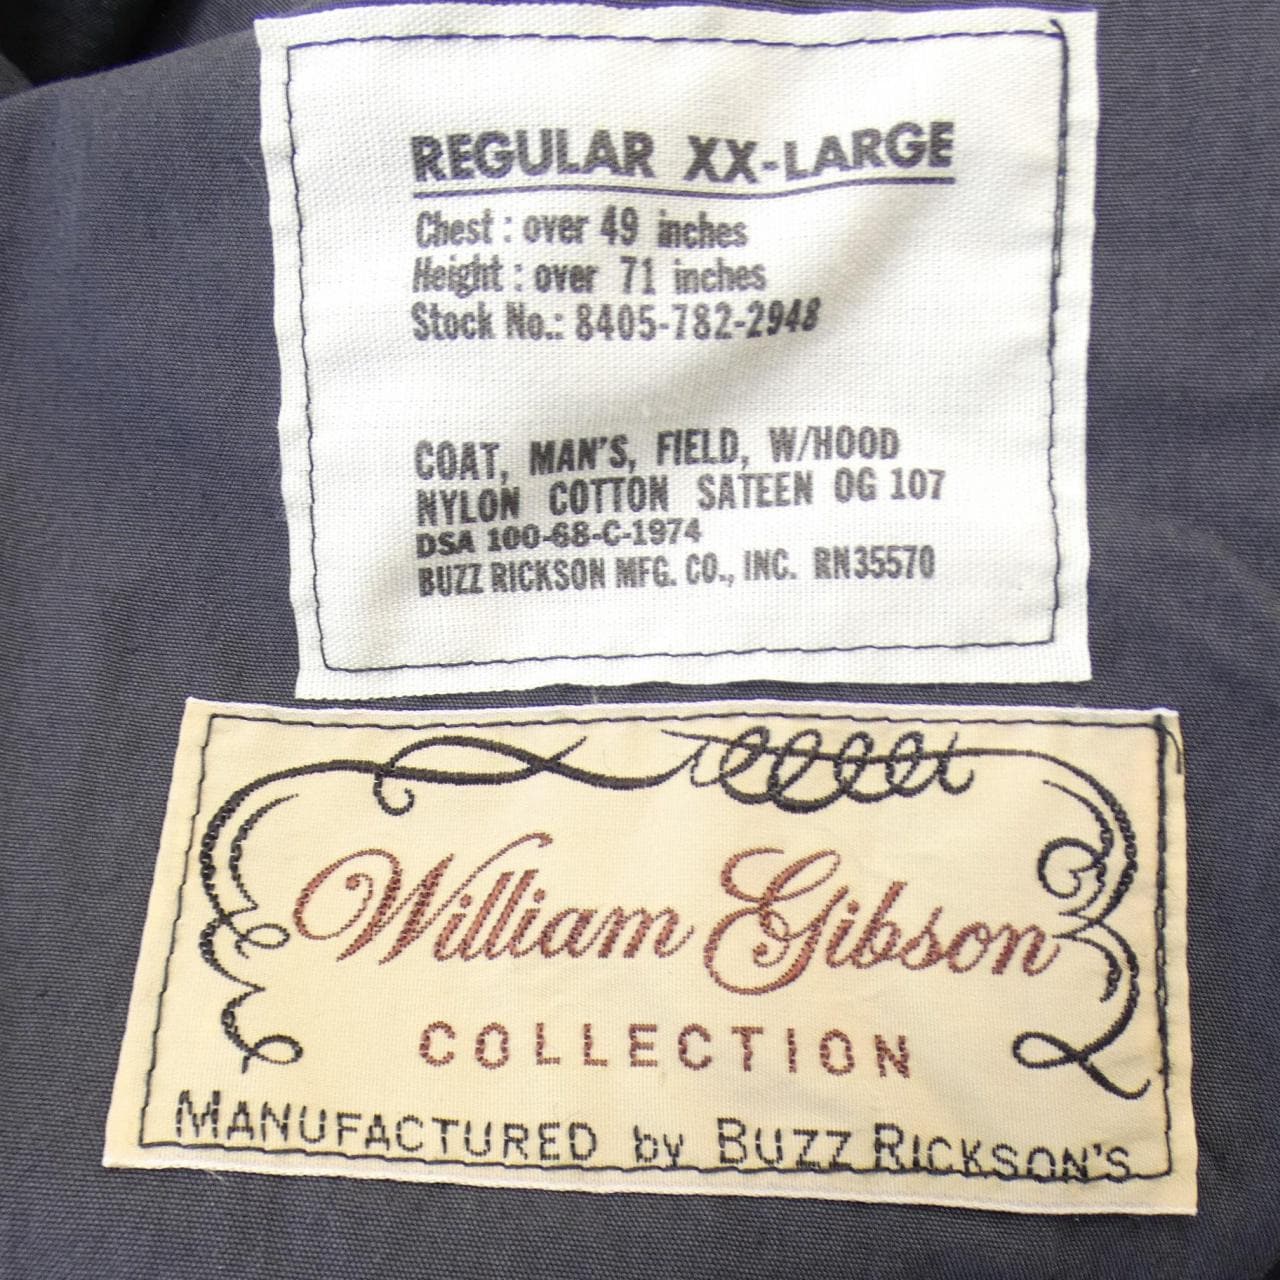 REGULAR XX-LARGE
Chest : over 49 inches
Height : over 71 inches
Stock No.: 8405-782-2948
COAT, MAN'S, FIELD, W/HOOD
NYLON COTTON SATEEN OG 107
DSA 100-68-C-1974
BUZZ RICKSON MFG. CO., INC. RN35570
William Gibson
COLLECTION
MANUFACTURED by BUZZ RICKSON'S